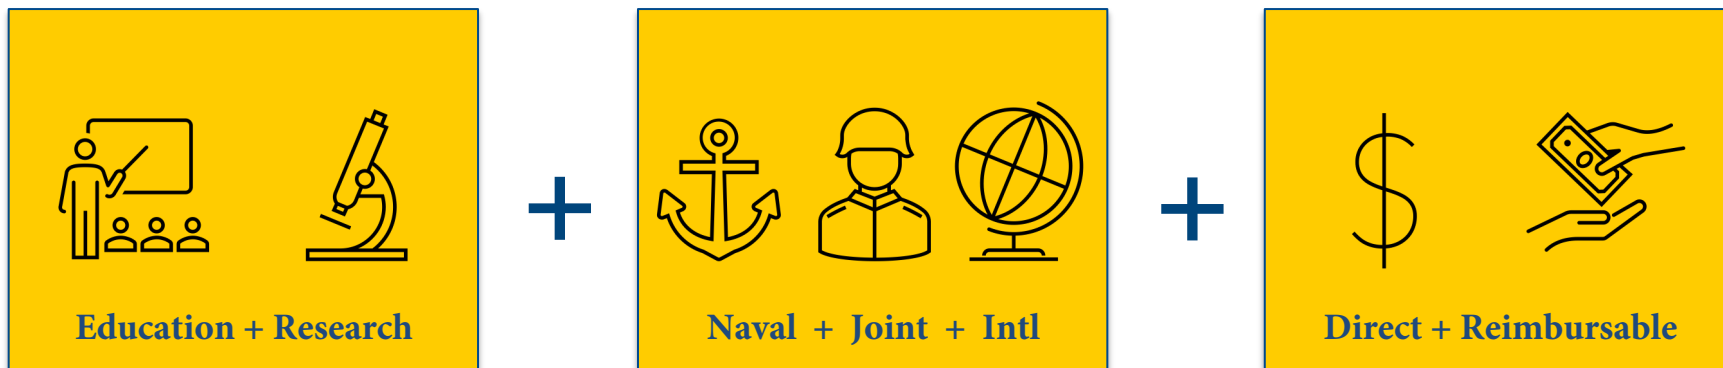 Education + Research
+
Naval + Joint + Intl
+
Direct + Reimbursable